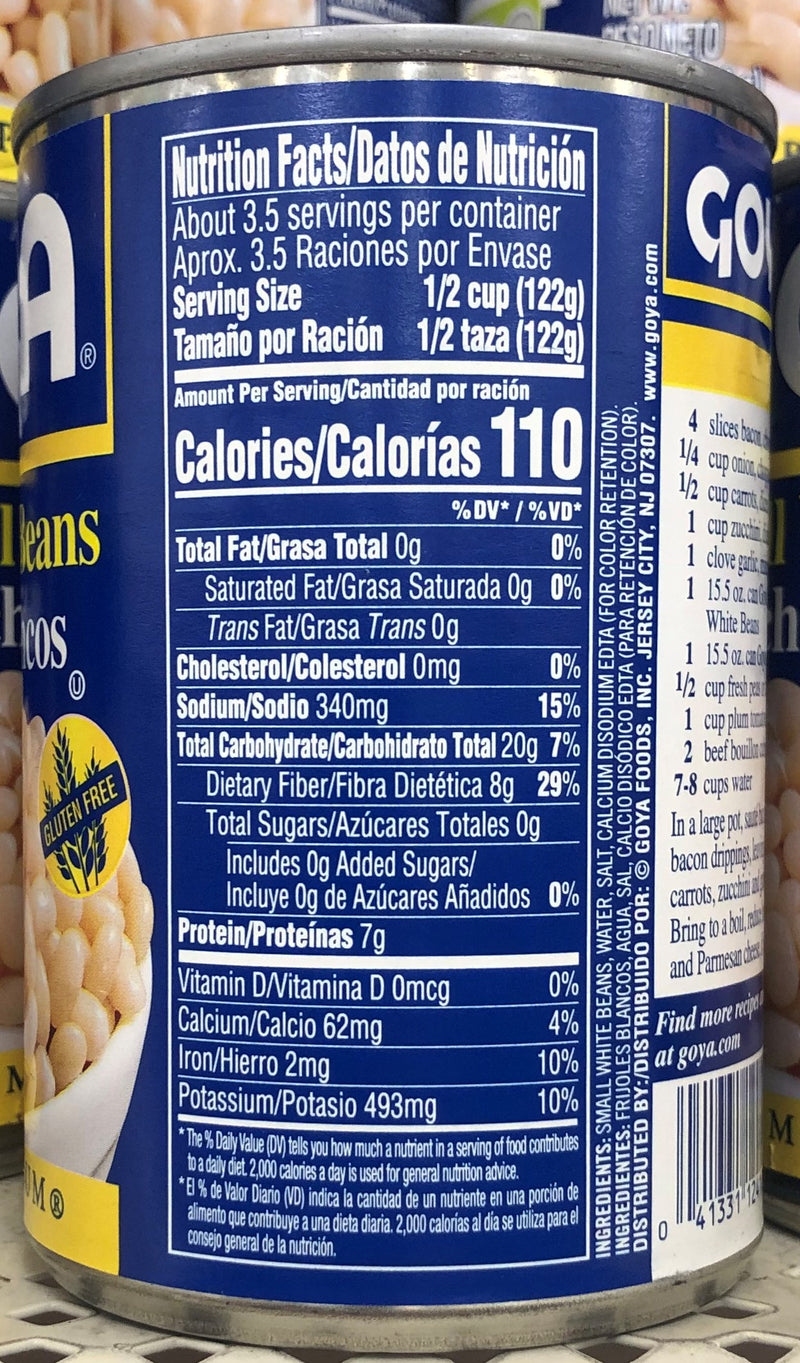 A®
Beans
cos
U
GLUTEN FREE
M®
Nutrition Facts/Datos de Nutrición
About 3.5 servings per container
Aprox. 3.5 Raciones por Envase
Serving Size 1/2 cup (122g)
Tamaño por Ración 1/2 taza (122g)
Amount Per Serving/Cantidad por ración
Calories/Calorías 110
%DV* / %VD*
Total Fat/Grasa Total 0g 0%
Saturated Fat/Grasa Saturada 0g 0%
Trans Fat/Grasa Trans 0g
Cholesterol/Colesterol 0mg 0%
Sodium/Sodio 340mg 15%
Total Carbohydrate/Carbohidrato Total 20g 7%
Dietary Fiber/Fibra Dietética 8g 29%
Total Sugars/Azúcares Totales 0g
Includes 0g Added Sugars/
Incluye 0g de Azúcares Añadidos 0%
Protein/Proteínas 7g
Vitamin D/Vitamina D 0mcg 0%
Calcium/Calcio 62mg 4%
Iron/Hierro 2mg 10%
Potassium/Potasio 493mg 10%
*The % Daily Value (DV) tells you how much a nutrient in a serving of food contributes
to a daily diet. 2,000 calories a day is used for general nutrition advice.
*El % de Valor Diario (VD) indica la cantidad de un nutriente en una porción de
alimento que contribuye a una dieta diaria. 2,000 calorías al día se utiliza para el
consejo general de la nutrición.
INGREDIENTS: SMALL WHITE BEANS, WATER, SALT, CALCIUM DISODIUM EDTA (FOR COLOR RETENTION).
INGREDIENTES: FRIJOLES BLANCOS, AGUA, SAL, CALCIO DISÓDICO EDTA (PARA RETENCIÓN DE COLOR).
DISTRIBUTED BY:/DISTRIBUIDO POR: © GOYA FOODS, INC. JERSEY CITY, NJ 07307. www.goya.com
GO
4 slices bacon,
1/4 cup onion,
1/2 cup carrots,
1 cup zucchini,
1 clove garlic,
1 15.5 oz. can
White Beans
1 15.5 oz. can
1/2 cup fresh peas
1 cup plum
2 beef bouillon
7-8 cups water
In a large pot, sauté
bacon drippings,
carrots, zucchini and
Bring to a boil,
and Parmesan cheese.
Find more recipes
at goya.com
0 41331 124